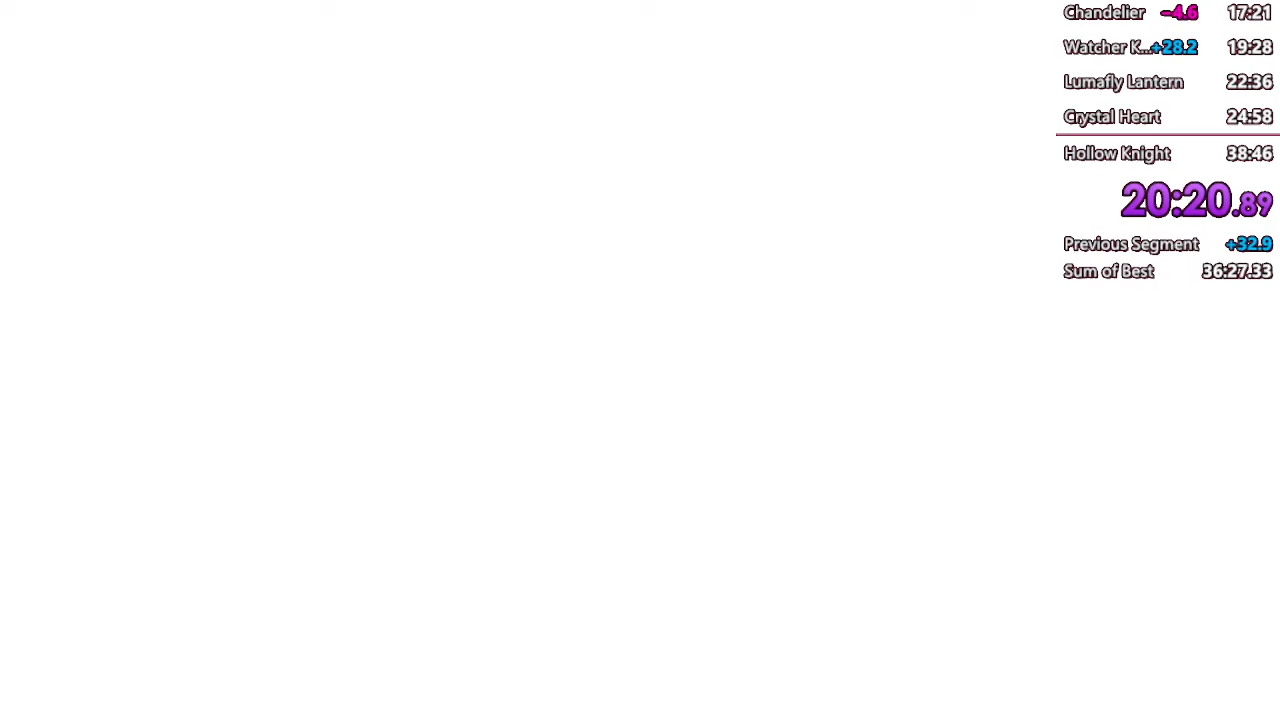 Chandelier -4.6 17:21
Watcher K...+28.2 19:28
Lumafly Lantern 22:36
Crystal Heart 24:58
Hollow Knight 38:46
20:20.89
Previous Segment +32.9
Sum of Best 36:27.33